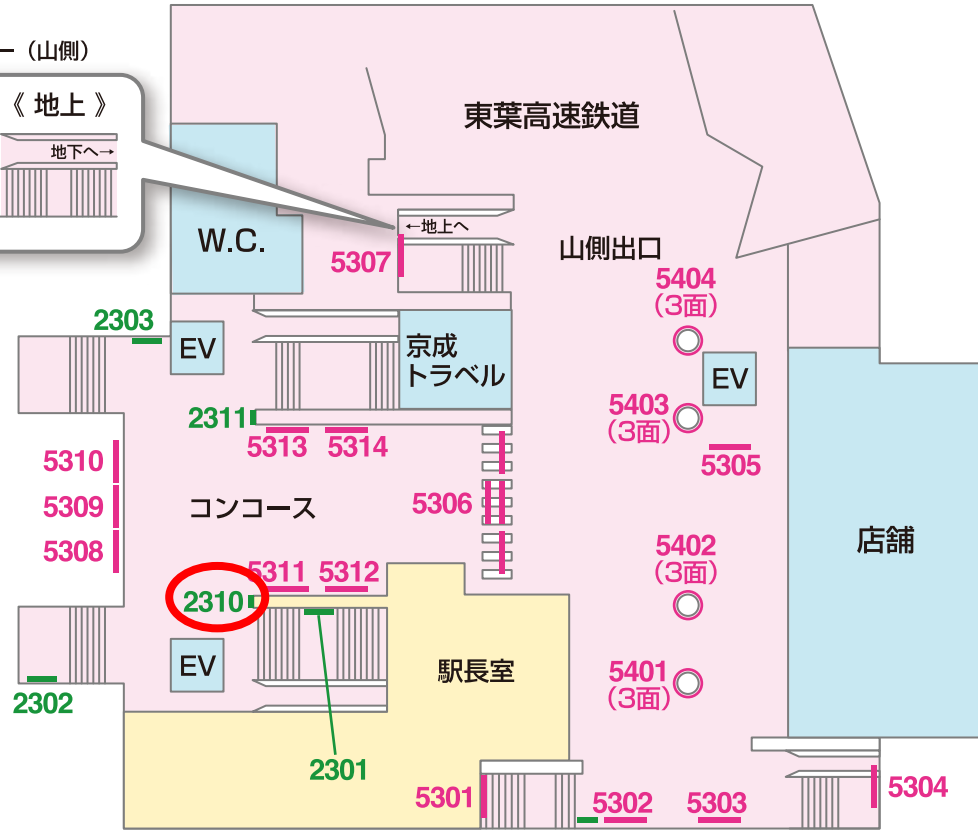 ー（山側）
《 地上 》
地下へ→
東葉高速鉄道
←地上へ
W.C.
5307
山側出口
5404
（3面）
2303
EV
京成
トラベル
EV
5403
（3面）
2311
5313
5314
5305
5310
5309
5308
コンコース
5306
店舗
5402
（3面）
5311
5312
2310
EV
駅長室
5401
（3面）
2302
2301
5301
5302
5303
5304